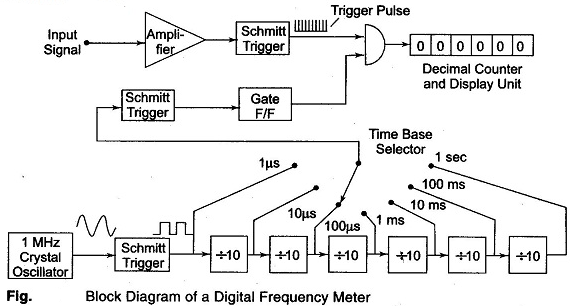 Trigger Pulse
Input
Signal
Ampli-
fier
Schmitt
Trigger
0 0 0 0 0 0
Decimal Counter
and Display Unit
Schmitt
Trigger
Gate
F/F
Time Base
Selector
1μs
1 sec
10μs
100μs
1 ms
10 ms
100 ms
1 MHz
Crystal
Oscillator
Schmitt
Trigger
÷10
÷10
÷10
÷10
÷10
÷10
Fig. Block Diagram of a Digital Frequency Meter